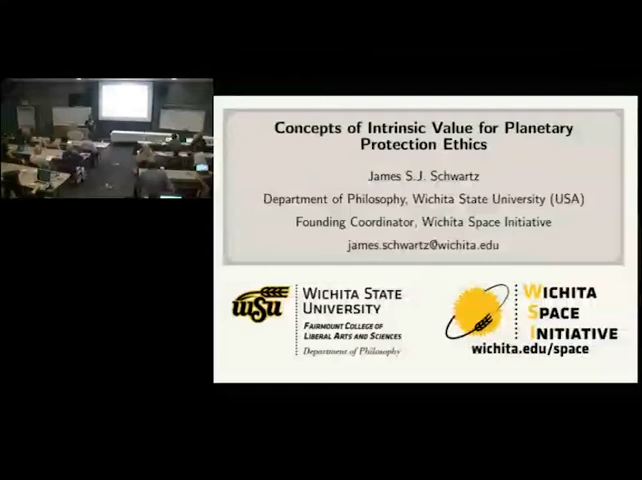 Concepts of Intrinsic Value for Planetary
Protection Ethics
James S.J. Schwartz
Department of Philosophy, Wichita State University (USA)
Founding Coordinator, Wichita Space Initiative
james.schwartz@wichita.edu
wsu
WICHITA STATE
UNIVERSITY
FAIRMOUNT COLLEGE OF
LIBERAL ARTS AND SCIENCES
Department of Philosophy
WICHITA
SPACE
INITIATIVE
wichita.edu/space